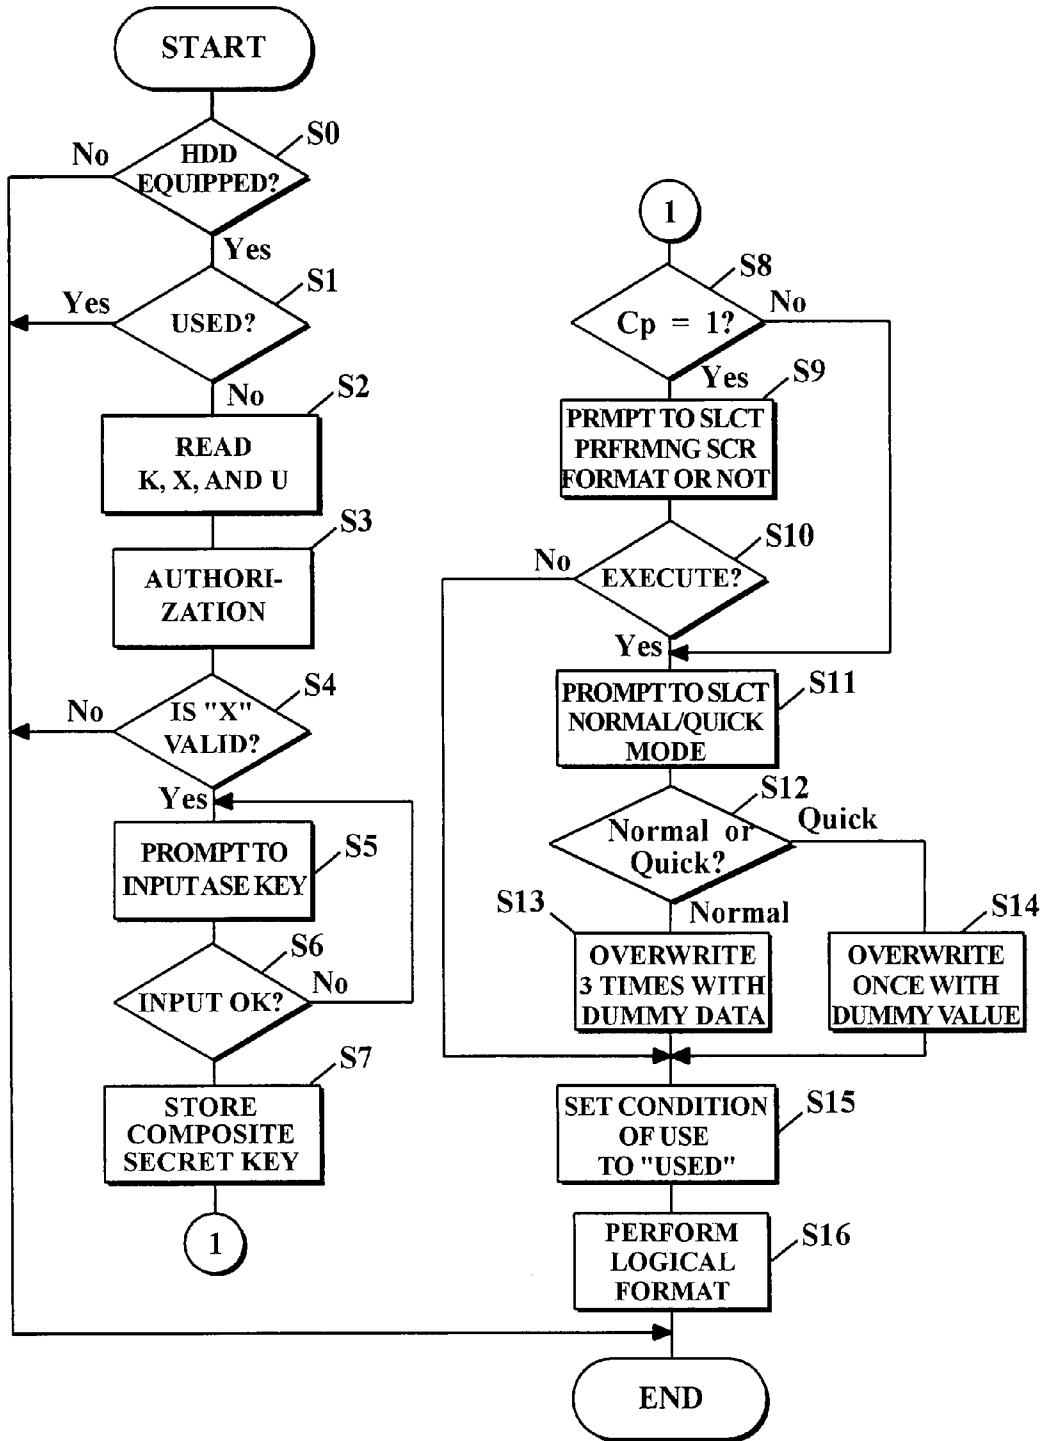 START
S0
No
HDD
EQUIPPED?
Yes
S1
Yes
USED?
No
S2
READ
K, X, AND U
S3
AUTHORI-
ZATION
S4
No
IS "X"
VALID?
Yes
PROMPT TO
INPUT ASE KEY
S5
S6
INPUT OK?
No
S7
STORE
COMPOSITE
SECRET KEY
1
1
S8
Cp = 1?
No
Yes
S9
PRMPT TO SLCT
PRFRMNG SCR
FORMAT OR NOT
S10
No
EXECUTE?
Yes
PROMPT TO SLCT
NORMAL/QUICK
MODE
S11
S12
Normal or
Quick?
Quick
Normal
S13
OVERWRITE
3 TIMES WITH
DUMMY DATA
S14
OVERWRITE
ONCE WITH
DUMMY VALUE
SET CONDITION
OF USE
TO "USED"
S15
PERFORM
LOGICAL
FORMAT
S16
END